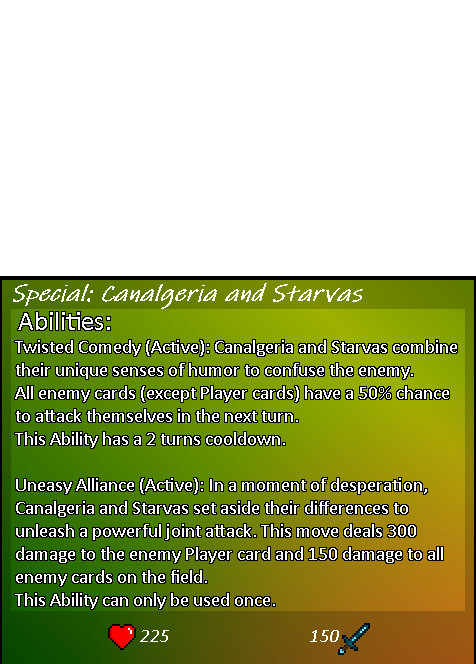 Special: Canalgeria and Starvas
Abilities:
Twisted Comedy (Active): Canalgeria and Starvas combine
their unique senses of humor to confuse the enemy.
All enemy cards (except Player cards) have a 50% chance
to attack themselves in the next turn.
This Ability has a 2 turns cooldown.
Uneasy Alliance (Active): In a moment of desperation,
Canalgeria and Starvas set aside their differences to
unleash a powerful joint attack. This move deals 300
damage to the enemy Player card and 150 damage to all
enemy cards on the field.
This Ability can only be used once.
225 150